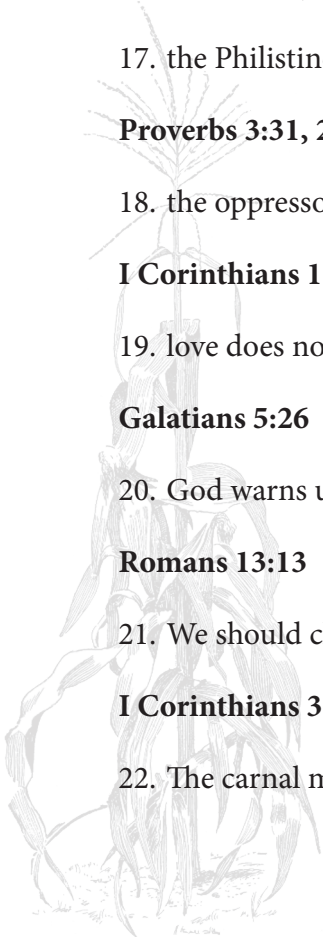 17. the Philistin
Proverbs 3:31, 2
18. the oppresso
I Corinthians 1
19. love does no
Galatians 5:26
20. God warns u
Romans 13:13
21. We should c
I Corinthians 3
22. The carnal m